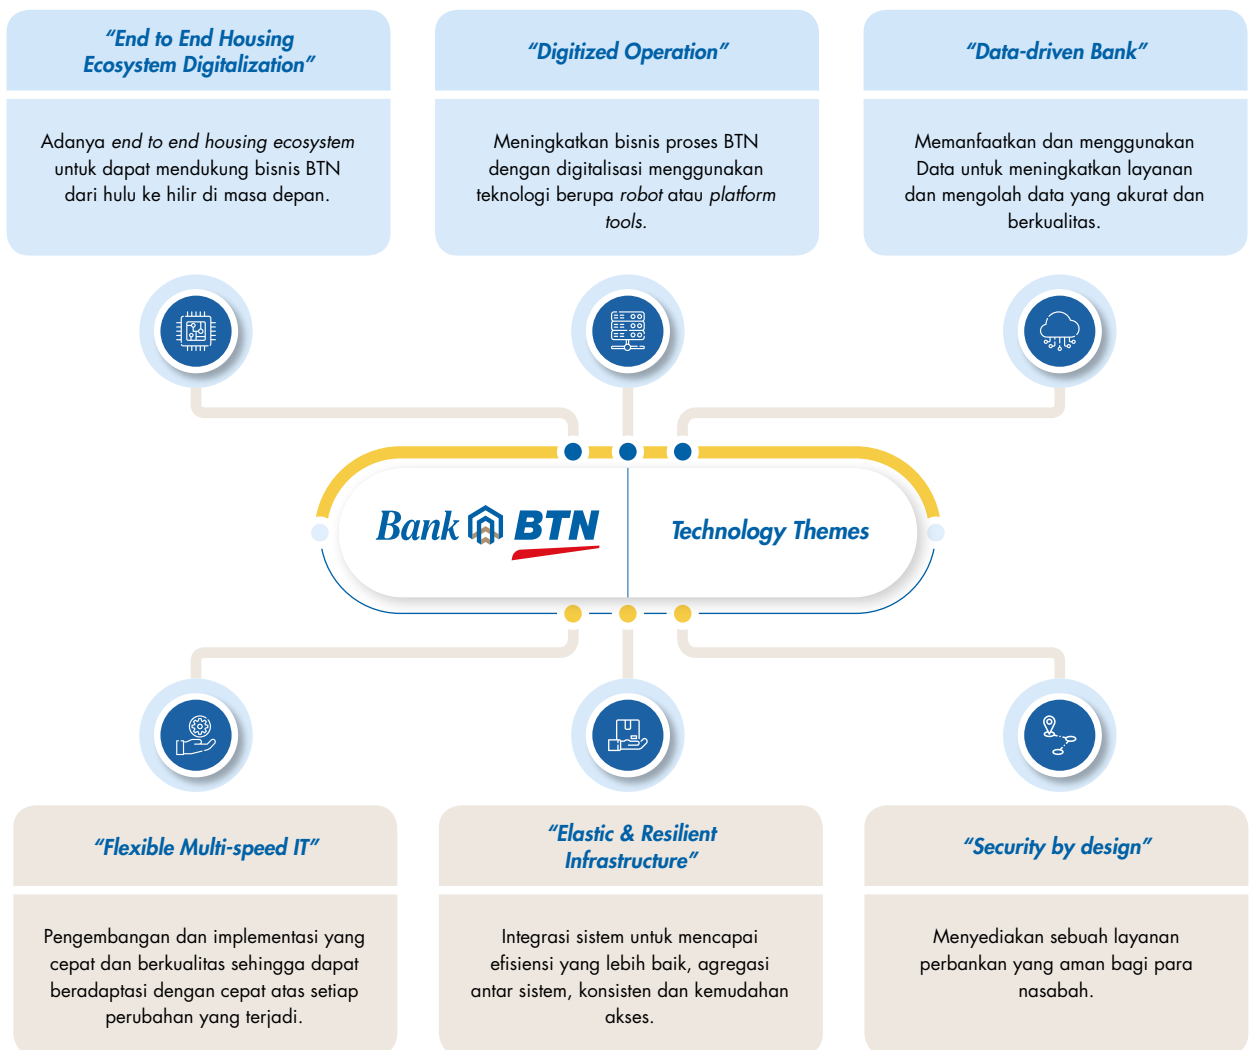 “End to End Housing
Ecosystem Digitalization”
Adanya end to end housing ecosystem
untuk dapat mendukung bisnis BTN
dari hulu ke hilir di masa depan.
“Digitized Operation”
Meningkatkan bisnis proses BTN
dengan digitalisasi menggunakan
teknologi berupa robot atau platform
tools.
“Data-driven Bank”
Memanfaatkan dan menggunakan
Data untuk meningkatkan layanan
dan mengolah data yang akurat dan
berkualitas.
Bank BTN
Technology Themes
“Flexible Multi-speed IT”
Pengembangan dan implementasi yang
cepat dan berkualitas sehingga dapat
beradaptasi dengan cepat atas setiap
perubahan yang terjadi.
“Elastic & Resilient
Infrastructure”
Integrasi sistem untuk mencapai
efisiensi yang lebih baik, agregasi
antar sistem, konsisten dan kemudahan
akses.
“Security by design”
Menyediakan sebuah layanan
perbankan yang aman bagi para
nasabah.